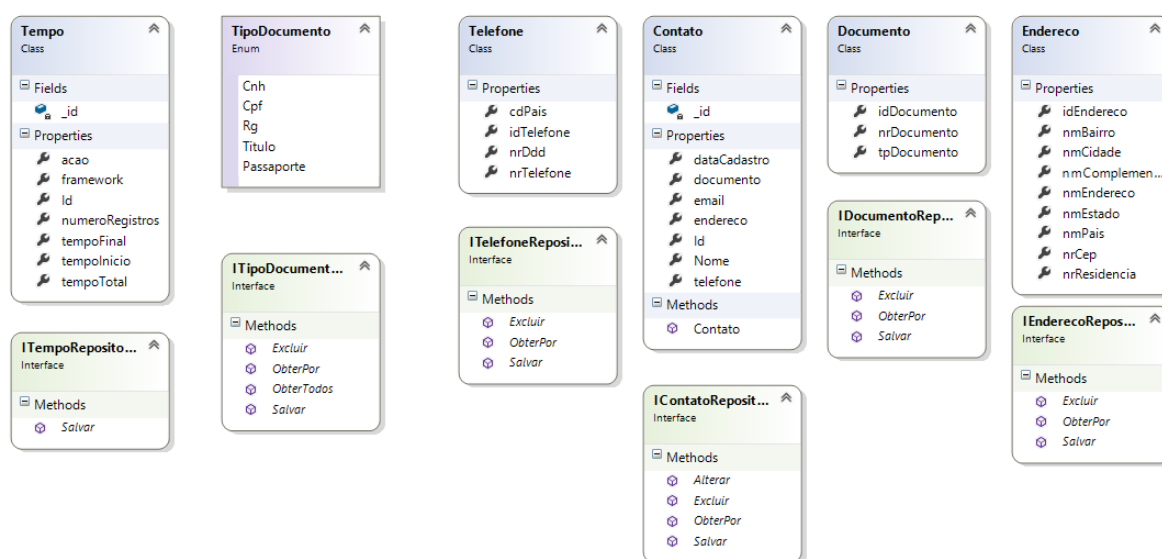 Tempo
Class
Fields
_id
Properties
acao
framework
Id
numeroRegistros
tempoFinal
tempoInicio
tempoTotal
ITempoReposito...
Interface
Methods
Salvar
TipoDocumento
Enum
Cnh
Cpf
Rg
Titulo
Passaporte
ITipoDocument...
Interface
Methods
Excluir
ObterPor
ObterTodos
Salvar
Telefone
Class
Properties
cdPais
idTelefone
nrDdd
nrTelefone
ITelefoneReposi...
Interface
Methods
Excluir
ObterPor
Salvar
Contato
Class
Fields
_id
Properties
dataCadastro
documento
email
endereco
Id
Nome
telefone
Methods
Contato
IContatoReposit...
Interface
Methods
Alterar
Excluir
ObterPor
Salvar
Documento
Class
Properties
idDocumento
nrDocumento
tpDocumento
IDocumentoRep...
Interface
Methods
Excluir
ObterPor
Salvar
Endereco
Class
Properties
idEndereco
nmBairro
nmCidade
nmComplemen...
nmEndereco
nmEstado
nmPais
nrCep
nrResidencia
IEnderecoRepos...
Interface
Methods
Excluir
ObterPor
Salvar